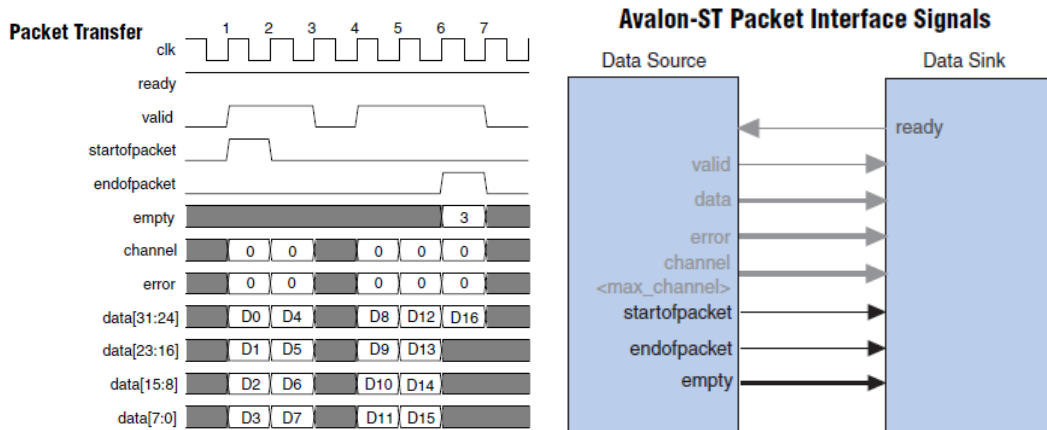 Packet Transfer
1 2 3 4 5 6 7
clk
ready
valid
startofpacket
endofpacket
empty 3
channel 0 0 0 0 0
error 0 0 0 0 0
data[31:24] D0 D4 D8 D12 D16
data[23:16] D1 D5 D9 D13
data[15:8] D2 D6 D10 D14
data[7:0] D3 D7 D11 D15
Avalon-ST Packet Interface Signals
Data Source Data Sink
ready
valid
data
error
channel
<max_channel>
startofpacket
endofpacket
empty